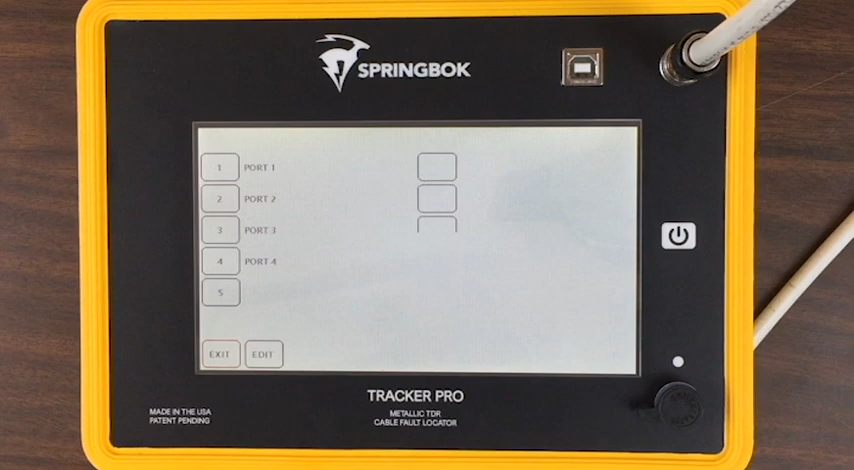 SPRINGBOK
1 PORT 1
2 PORT 2
3 PORT 3
4 PORT 4
5
EXIT EDIT
TRACKER PRO
METALLIC TDR
CABLE FAULT LOCATOR
MADE IN THE USA
PATENT PENDING